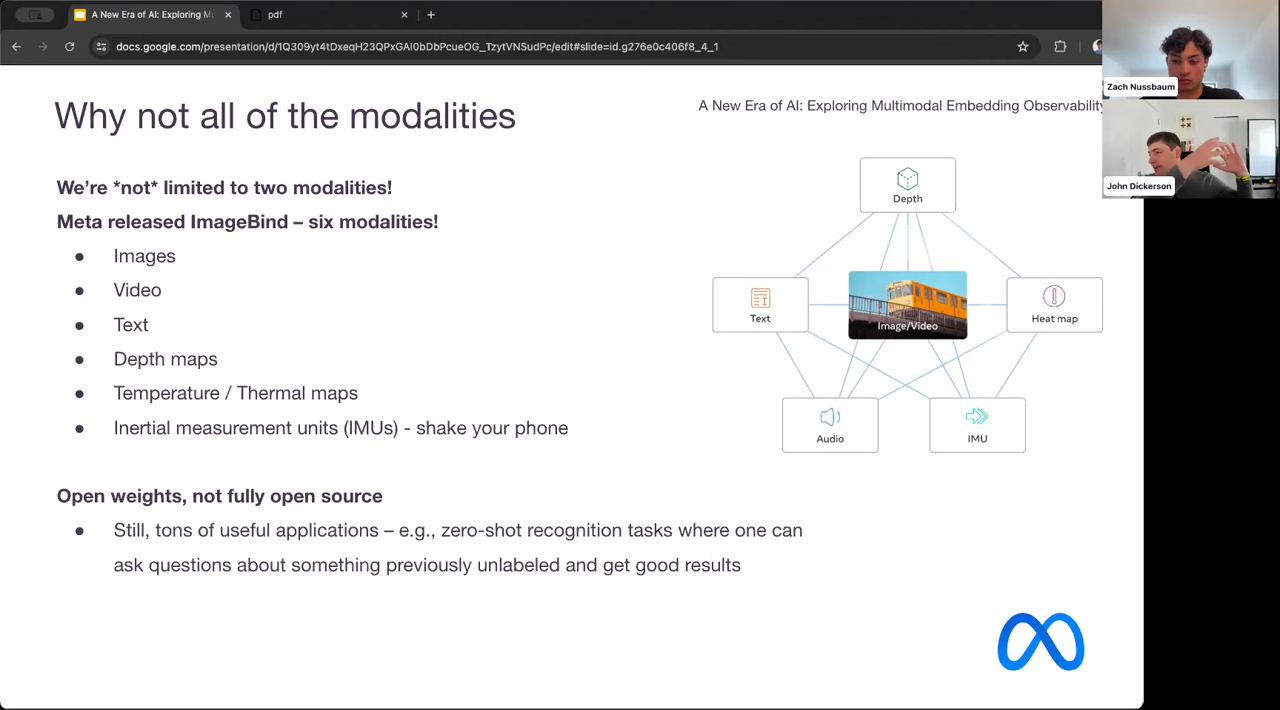 A New Era of AI: Exploring Mu
pdf
docs.google.com/presentation/d/1Q309yt4tDxeqH23QPxGAI0bDbPcueOG_TzytVNSudPc/edit#slide=id.g276e0c406f8_4_1
Zach Nussbaum
John Dickerson
Why not all of the modalities
A New Era of AI: Exploring Multimodal Embedding Observability
We're *not* limited to two modalities!
Meta released ImageBind – six modalities!
● Images
● Video
● Text
● Depth maps
● Temperature / Thermal maps
● Inertial measurement units (IMUs) - shake your phone
Open weights, not fully open source
● Still, tons of useful applications – e.g., zero-shot recognition tasks where one can
ask questions about something previously unlabeled and get good results
Depth
Text
Image/Video
Heat map
Audio
IMU